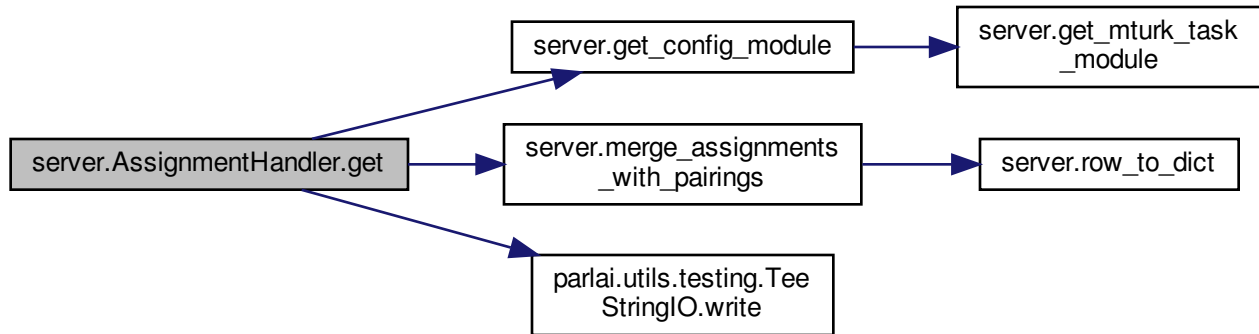 server.AssignmentHandler.get
server.get_config_module
server.get_mturk_task
_module
server.merge_assignments
_with_pairings
server.row_to_dict
parlai.utils.testing.Tee
StringIO.write